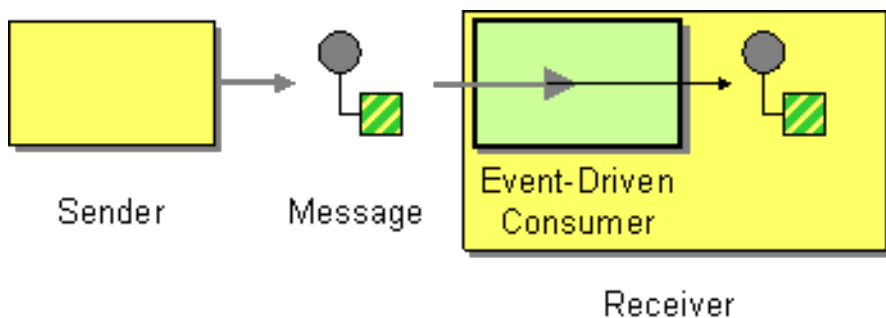 Event-Driven
Consumer
Sender
Message
Receiver